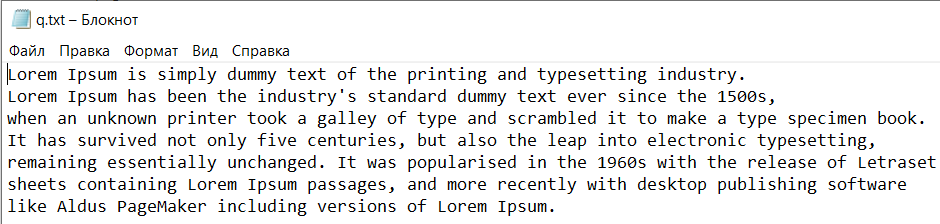 q.txt – Блокнот
Файл Правка Формат Вид Справка
Lorem Ipsum is simply dummy text of the printing and typesetting industry.
Lorem Ipsum has been the industry's standard dummy text ever since the 1500s,
when an unknown printer took a galley of type and scrambled it to make a type specimen book.
It has survived not only five centuries, but also the leap into electronic typesetting,
remaining essentially unchanged. It was popularised in the 1960s with the release of Letraset
sheets containing Lorem Ipsum passages, and more recently with desktop publishing software
like Aldus PageMaker including versions of Lorem Ipsum.